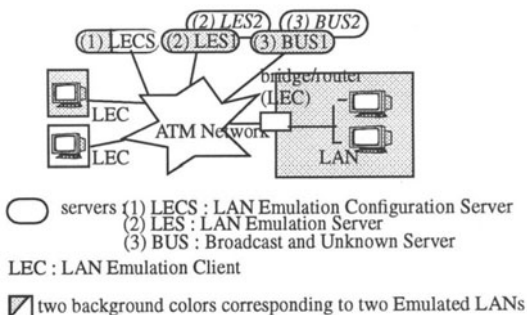 (2) LES2 (3) BUS2
(1) LECS (2) LES1 (3) BUS1
bridge/router
(LEC)
LEC
ATM Network
LEC
LAN
servers (1) LECS : LAN Emulation Configuration Server
(2) LES : LAN Emulation Server
(3) BUS : Broadcast and Unknown Server
LEC : LAN Emulation Client
two background colors corresponding to two Emulated LANs